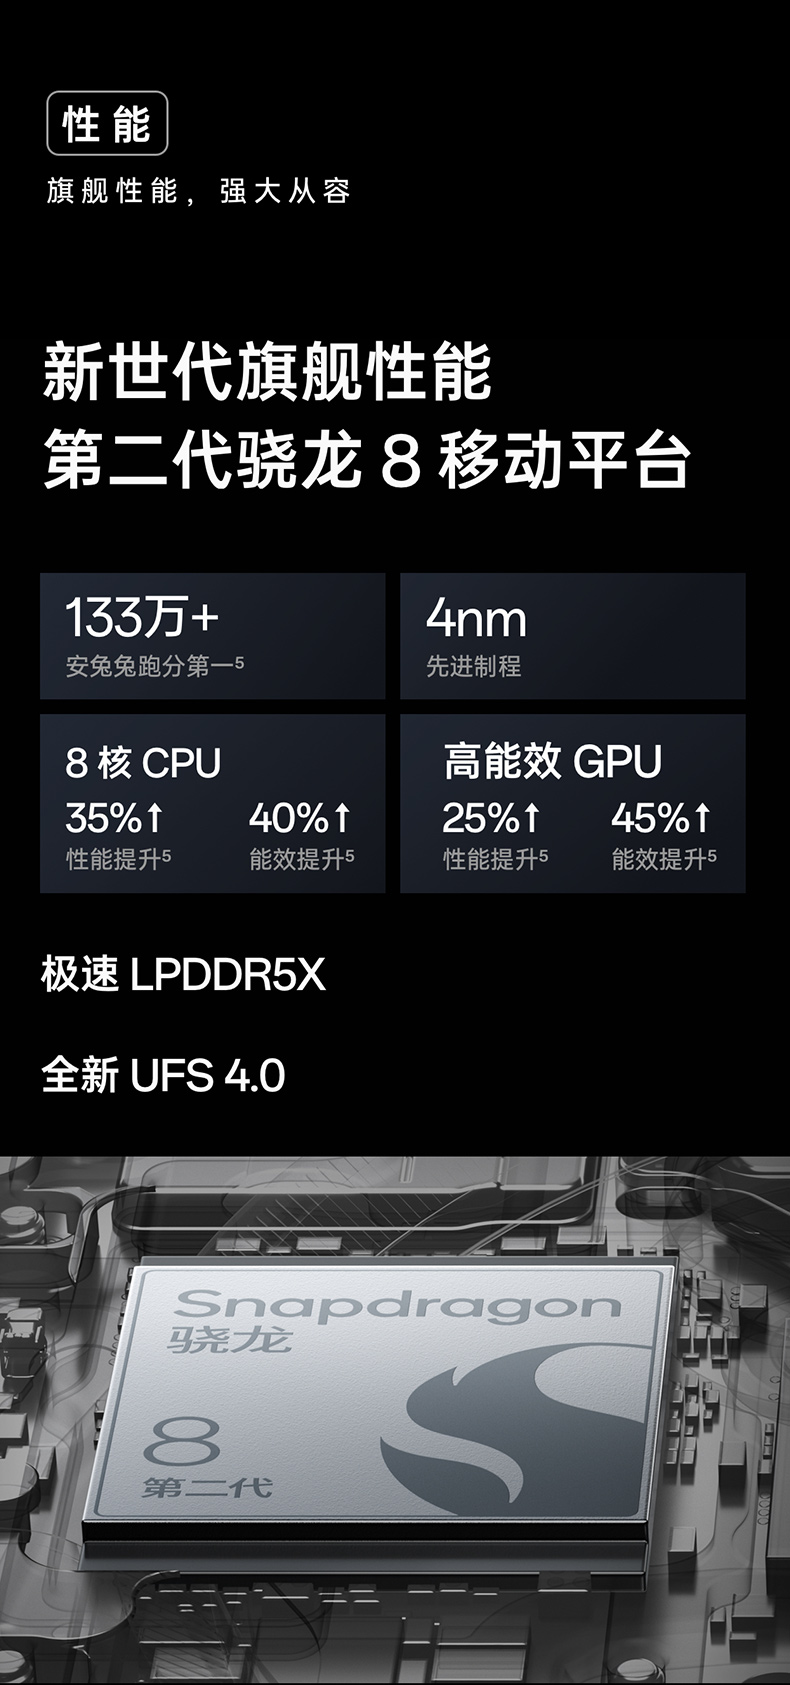 性能
旗舰性能，强大从容
新世代旗舰性能
第二代骁龙 8 移动平台
133万+
安兔兔跑分第一5
4nm
先进制程
8 核 CPU
35%↑ 40%↑
性能提升5 能效提升5
高能效 GPU
25%↑ 45%↑
性能提升5 能效提升5
极速 LPDDR5X
全新 UFS 4.0
Snapdragon
骁龙
8
第二代